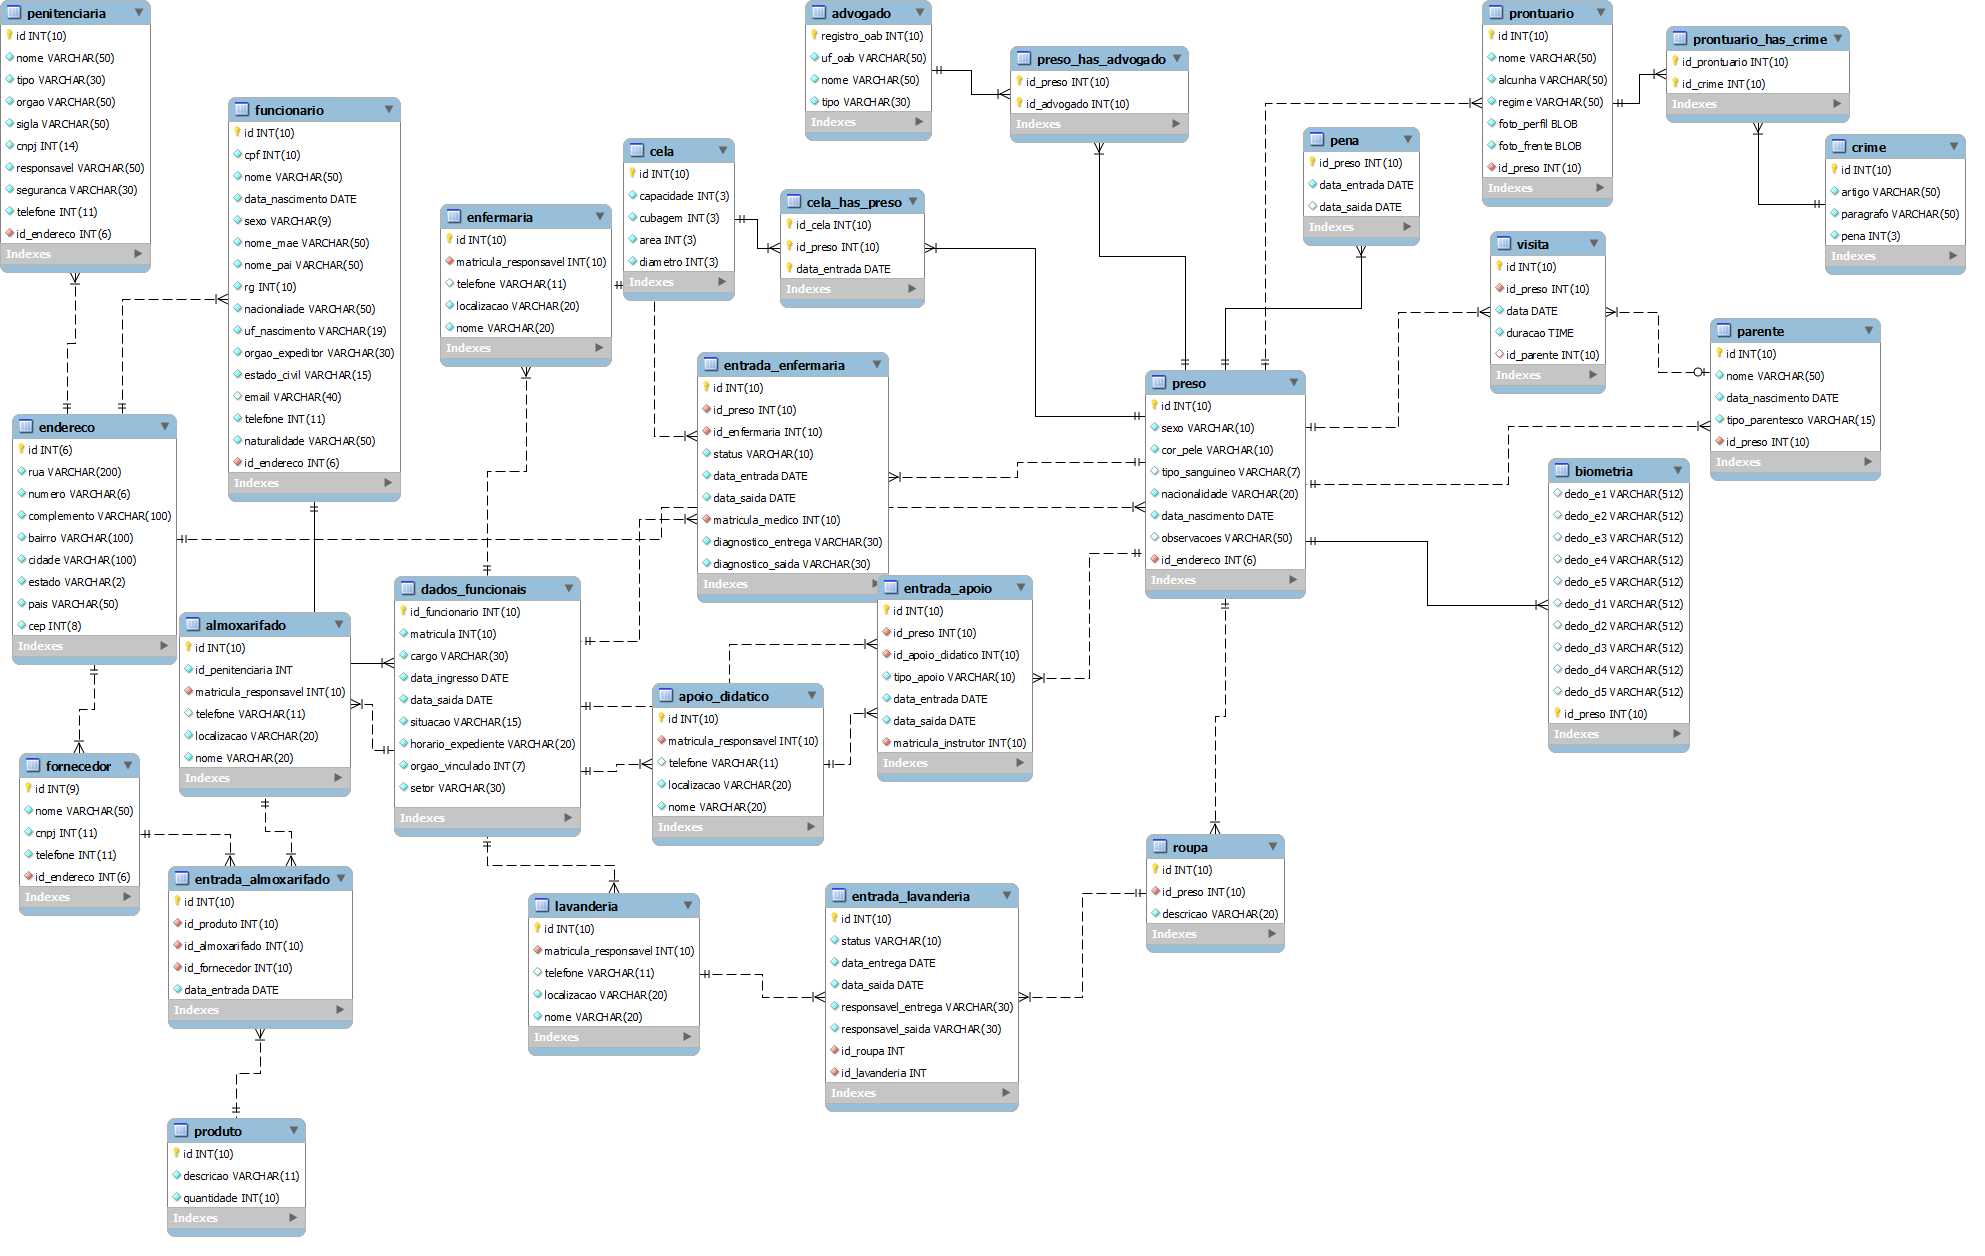 penitenciaria
id INT(10)
nome VARCHAR(50)
tipo VARCHAR(30)
orgao VARCHAR(50)
sigla VARCHAR(50)
cnpj INT(14)
responsavel VARCHAR(50)
seguranca VARCHAR(30)
telefone INT(11)
id_endereco INT(6)
Indexes
funcionario
id INT(10)
cpf INT(10)
nome VARCHAR(50)
data_nascimento DATE
sexo VARCHAR(9)
nome_mae VARCHAR(50)
nome_pai VARCHAR(50)
rg INT(10)
nacionaliade VARCHAR(50)
uf_nascimento VARCHAR(19)
orgao_expeditor VARCHAR(30)
estado_civil VARCHAR(15)
email VARCHAR(40)
telefone INT(11)
naturalidade VARCHAR(50)
id_endereco INT(6)
Indexes
enfermaria
id INT(10)
matricula_responsavel INT(10)
telefone VARCHAR(11)
localizacao VARCHAR(20)
nome VARCHAR(20)
Indexes
cela
id INT(10)
capacidade INT(3)
cubagem INT(3)
area INT(3)
diametro INT(3)
Indexes
advogado
registro_oab INT(10)
uf_oab VARCHAR(50)
nome VARCHAR(50)
tipo VARCHAR(30)
Indexes
preso_has_advogado
id_preso INT(10)
id_advogado INT(10)
Indexes
cela_has_preso
id_cela INT(10)
id_preso INT(10)
data_entrada DATE
Indexes
pena
id_preso INT(10)
data_entrada DATE
data_saida DATE
Indexes
prontuario
id INT(10)
nome VARCHAR(50)
alcunha VARCHAR(50)
regime VARCHAR(50)
foto_perfil BLOB
foto_frente BLOB
id_preso INT(10)
Indexes
prontuario_has_crime
id_prontuario INT(10)
id_crime INT(10)
Indexes
crime
id INT(10)
artigo VARCHAR(50)
paragrafo VARCHAR(50)
pena INT(3)
Indexes
visita
id INT(10)
id_preso INT(10)
data DATE
duracao TIME
id_parente INT(10)
Indexes
parente
id INT(10)
nome VARCHAR(50)
data_nascimento DATE
tipo_parentesco VARCHAR(15)
id_preso INT(10)
Indexes
entrada_enfermaria
id INT(10)
id_preso INT(10)
id_enfermaria INT(10)
status VARCHAR(10)
data_entrada DATE
data_saida DATE
matricula_medico INT(10)
diagnostico_entrega VARCHAR(30)
diagnostico_saida VARCHAR(30)
Indexes
preso
id INT(10)
sexo VARCHAR(10)
cor_pele VARCHAR(10)
tipo_sanguineo VARCHAR(7)
nacionalidade VARCHAR(20)
data_nascimento DATE
observacoes VARCHAR(50)
id_endereco INT(6)
Indexes
biometria
dedo_e1 VARCHAR(512)
dedo_e2 VARCHAR(512)
dedo_e3 VARCHAR(512)
dedo_e4 VARCHAR(512)
dedo_e5 VARCHAR(512)
dedo_d1 VARCHAR(512)
dedo_d2 VARCHAR(512)
dedo_d3 VARCHAR(512)
dedo_d4 VARCHAR(512)
dedo_d5 VARCHAR(512)
id_preso INT(10)
Indexes
endereco
id INT(6)
rua VARCHAR(200)
numero VARCHAR(6)
complemento VARCHAR(100)
bairro VARCHAR(100)
cidade VARCHAR(100)
estado VARCHAR(2)
pais VARCHAR(50)
cep INT(8)
Indexes
almoxarifado
id INT(10)
id_penitenciaria INT
matricula_responsavel INT(10)
telefone VARCHAR(11)
localizacao VARCHAR(20)
nome VARCHAR(20)
Indexes
dados_funcionais
id_funcionario INT(10)
matricula INT(10)
cargo VARCHAR(30)
data_ingresso DATE
data_saida DATE
situacao VARCHAR(15)
horario_expediente VARCHAR(20)
orgao_vinculado INT(7)
setor VARCHAR(30)
Indexes
apoio_didatico
id INT(10)
matricula_responsavel INT(10)
telefone VARCHAR(11)
localizacao VARCHAR(20)
nome VARCHAR(20)
Indexes
entrada_apoio
id INT(10)
id_preso INT(10)
id_apoio_didatico INT(10)
tipo_apoio VARCHAR(10)
data_entrada DATE
data_saida DATE
matricula_instrutor INT(10)
Indexes
fornecedor
id INT(9)
nome VARCHAR(50)
cnpj INT(11)
telefone INT(11)
id_endereco INT(6)
Indexes
entrada_almoxarifado
id INT(10)
id_produto INT(10)
id_almoxarifado INT(10)
id_fornecedor INT(10)
data_entrada DATE
Indexes
lavanderia
id INT(10)
matricula_responsavel INT(10)
telefone VARCHAR(11)
localizacao VARCHAR(20)
nome VARCHAR(20)
Indexes
entrada_lavanderia
id INT(10)
status VARCHAR(10)
data_entrega DATE
data_saida DATE
responsavel_entrega VARCHAR(30)
responsavel_saida VARCHAR(30)
id_roupa INT
id_lavanderia INT
Indexes
roupa
id INT(10)
id_preso INT(10)
descricao VARCHAR(20)
Indexes
produto
id INT(10)
descricao VARCHAR(11)
quantidade INT(10)
Indexes